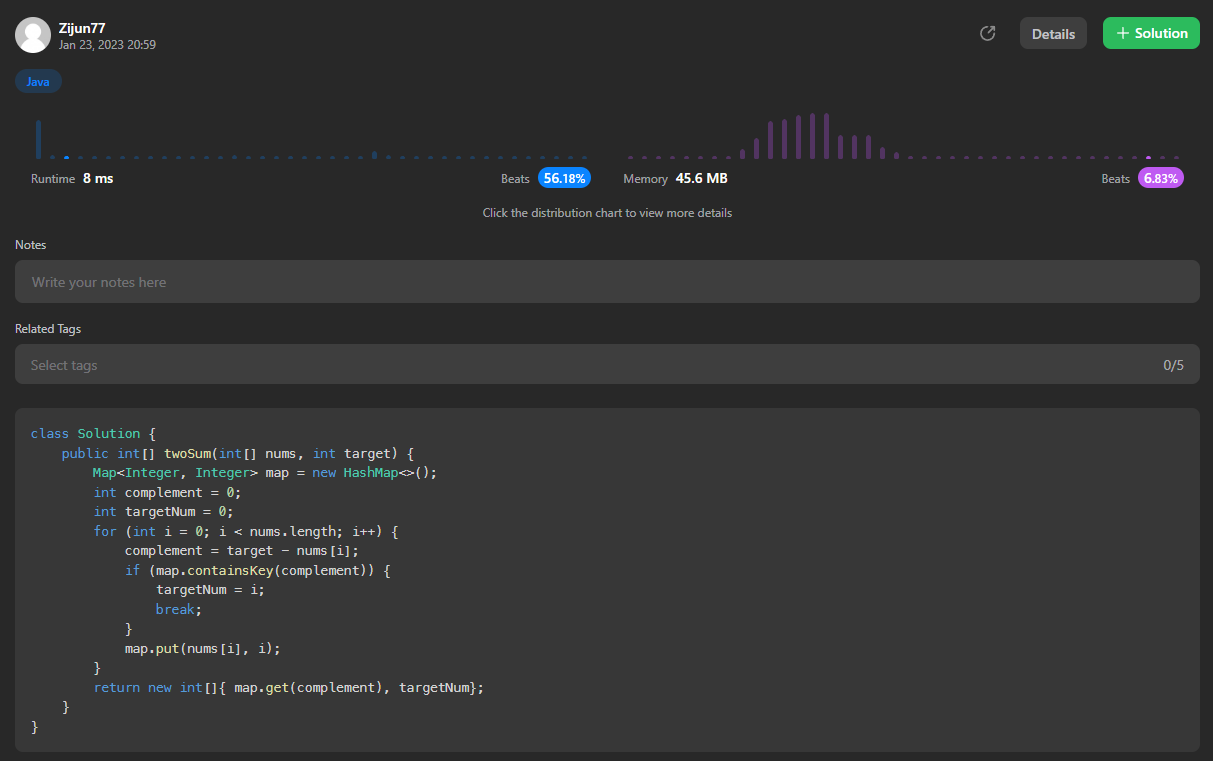 Zijun77
Jan 23, 2023 20:59
Details
+ Solution
Java
Runtime 8 ms
Beats 56.18%
Memory 45.6 MB
Beats 6.83%
Click the distribution chart to view more details
Notes
Write your notes here
Related Tags
Select tags
0/5
class Solution {
    public int[] twoSum(int[] nums, int target) {
        Map<Integer, Integer> map = new HashMap<>();
        int complement = 0;
        int targetNum = 0;
        for (int i = 0; i < nums.length; i++) {
            complement = target - nums[i];
            if (map.containsKey(complement)) {
                targetNum = i;
                break;
            }
            map.put(nums[i], i);
        }
        return new int[]{ map.get(complement), targetNum};
    }
}